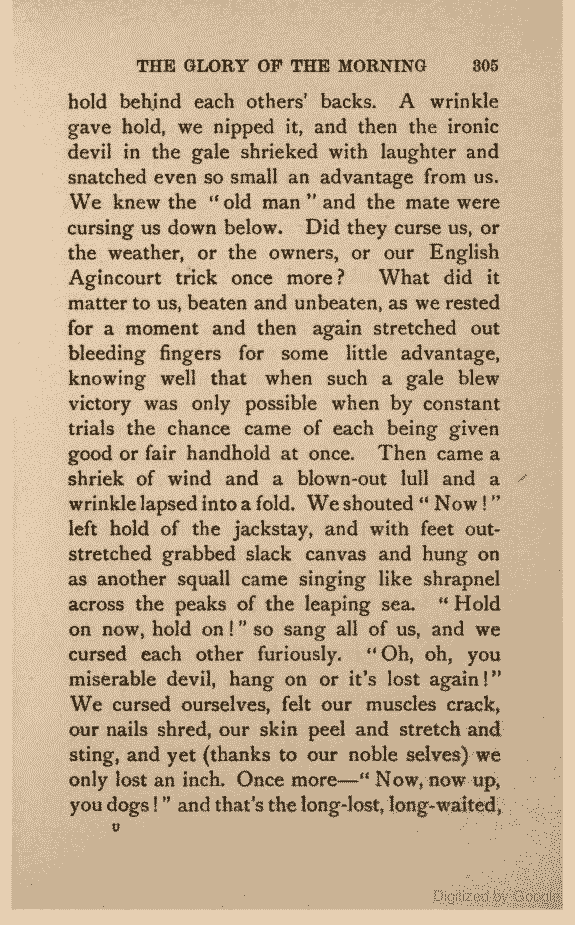 THE GLORY OF THE MORNING 305
hold behind each others' backs. A wrinkle
gave hold, we nipped it, and then the ironic
devil in the gale shrieked with laughter and
snatched even so small an advantage from us.
We knew the "old man" and the mate were
cursing us down below. Did they curse us, or
the weather, or the owners, or our English
Agincourt trick once more? What did it
matter to us, beaten and unbeaten, as we rested
for a moment and then again stretched out
bleeding fingers for some little advantage,
knowing well that when such a gale blew
victory was only possible when by constant
trials the chance came of each being given
good or fair handhold at once. Then came a
shriek of wind and a blown-out lull and a
wrinkle lapsed into a fold. We shouted "Now!"
left hold of the jackstay, and with feet out-
stretched grabbed slack canvas and hung on
as another squall came singing like shrapnel
across the peaks of the leaping sea. "Hold
on now, hold on!" so sang all of us, and we
cursed each other furiously. "Oh, oh, you
miserable devil, hang on or it's lost again!"
We cursed ourselves, felt our muscles crack,
our nails shred, our skin peel and stretch and
sting, and yet (thanks to our noble selves) we
only lost an inch. Once more—"Now, now up,
you dogs!" and that's the long-lost, long-waited,
U
Digitized by Google